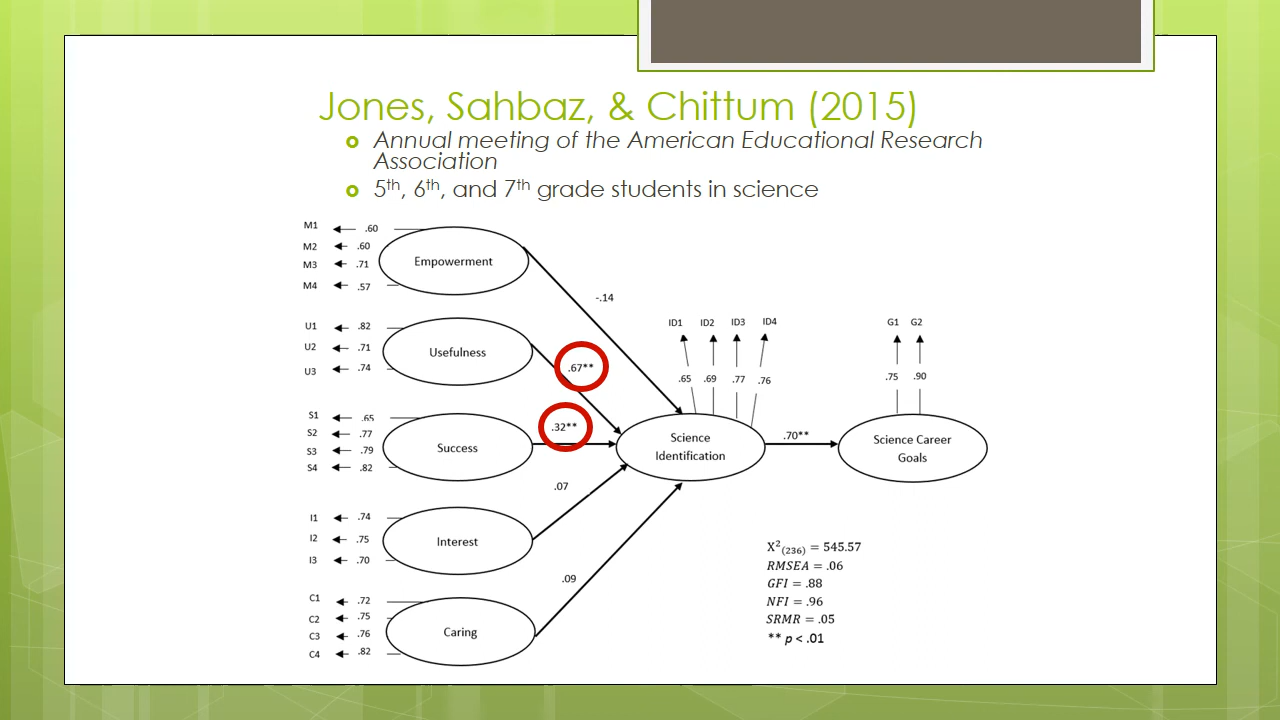 Jones, Sahbaz, & Chittum (2015)
Annual meeting of the American Educational Research
Association
5th, 6th, and 7th grade students in science
M1 .60
M2 .60
M3 .71
M4 .57
Empowerment
-.14
U1 .82
U2 .71
U3 .74
Usefulness
.67**
S1 .65
S2 .77
S3 .79
S4 .82
Success
.32**
I1 .74
I2 .75
I3 .70
Interest
.07
C1 .72
C2 .75
C3 .76
C4 .82
Caring
.09
ID1 ID2 ID3 ID4
.65 .69 .77 .76
Science
Identification
.70**
G1 G2
.75 .90
Science Career
Goals
X²(236) = 545.57
RMSEA = .06
GFI = .88
NFI = .96
SRMR = .05
** p < .01